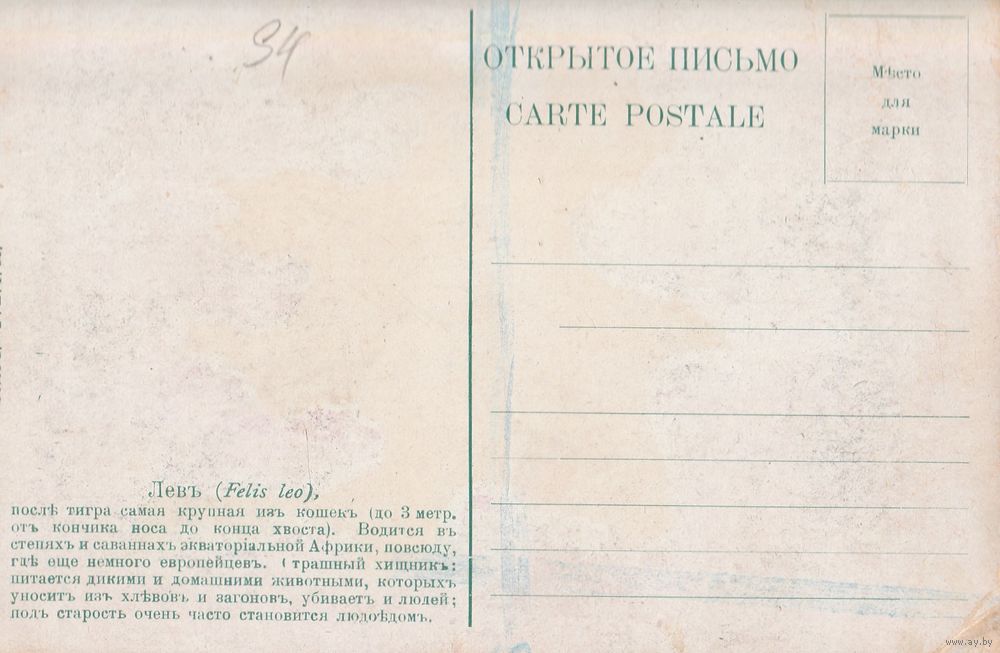 94
ОТКРЫТОЕ ПИСЬМО
CARTE POSTALE
Мѣсто
для
марки
Левъ (Felis leo),
послѣ тигра самая крупная изъ кошекъ (до 3 метр.
отъ кончика носа до конца хвоста). Водится въ
степяхъ и саваннахъ экваторіальной Африки, повсюду,
гдѣ еще немного европейцевъ. Страшный хищникъ:
питается дикими и домашними животными, которыхъ
уноситъ изъ хлѣвовъ и загоновъ, убиваетъ и людей;
подъ старость очень часто становится людоѣдомъ.
www.ay.by